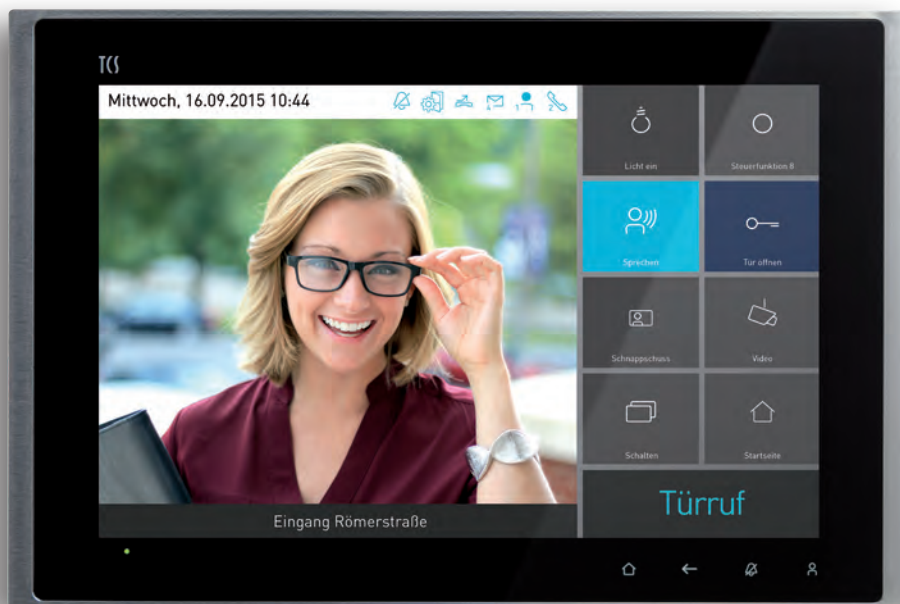 TCS
Mittwoch, 16.09.2015 10:44
Licht ein
Steuerfunktion 8
Sprechen
Tür öffnen
Schnappschuss
Video
Schalten
Startseite
Türruf
Eingang Römerstraße